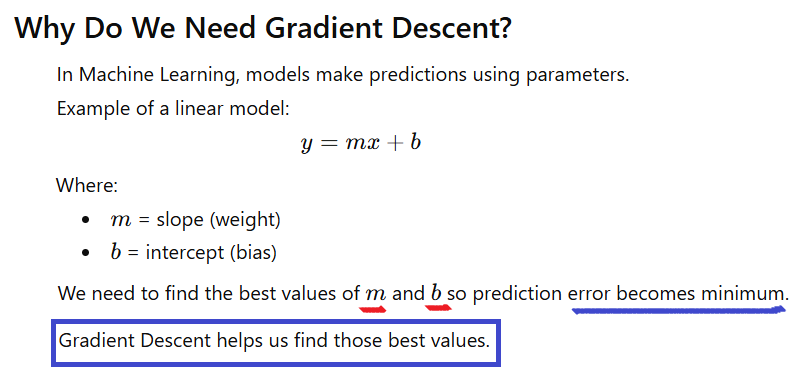 Why Do We Need Gradient Descent?
In Machine Learning, models make predictions using parameters.
Example of a linear model:
y = mx + b
Where:
• m = slope (weight)
• b = intercept (bias)
We need to find the best values of m and b so prediction error becomes minimum.
Gradient Descent helps us find those best values.